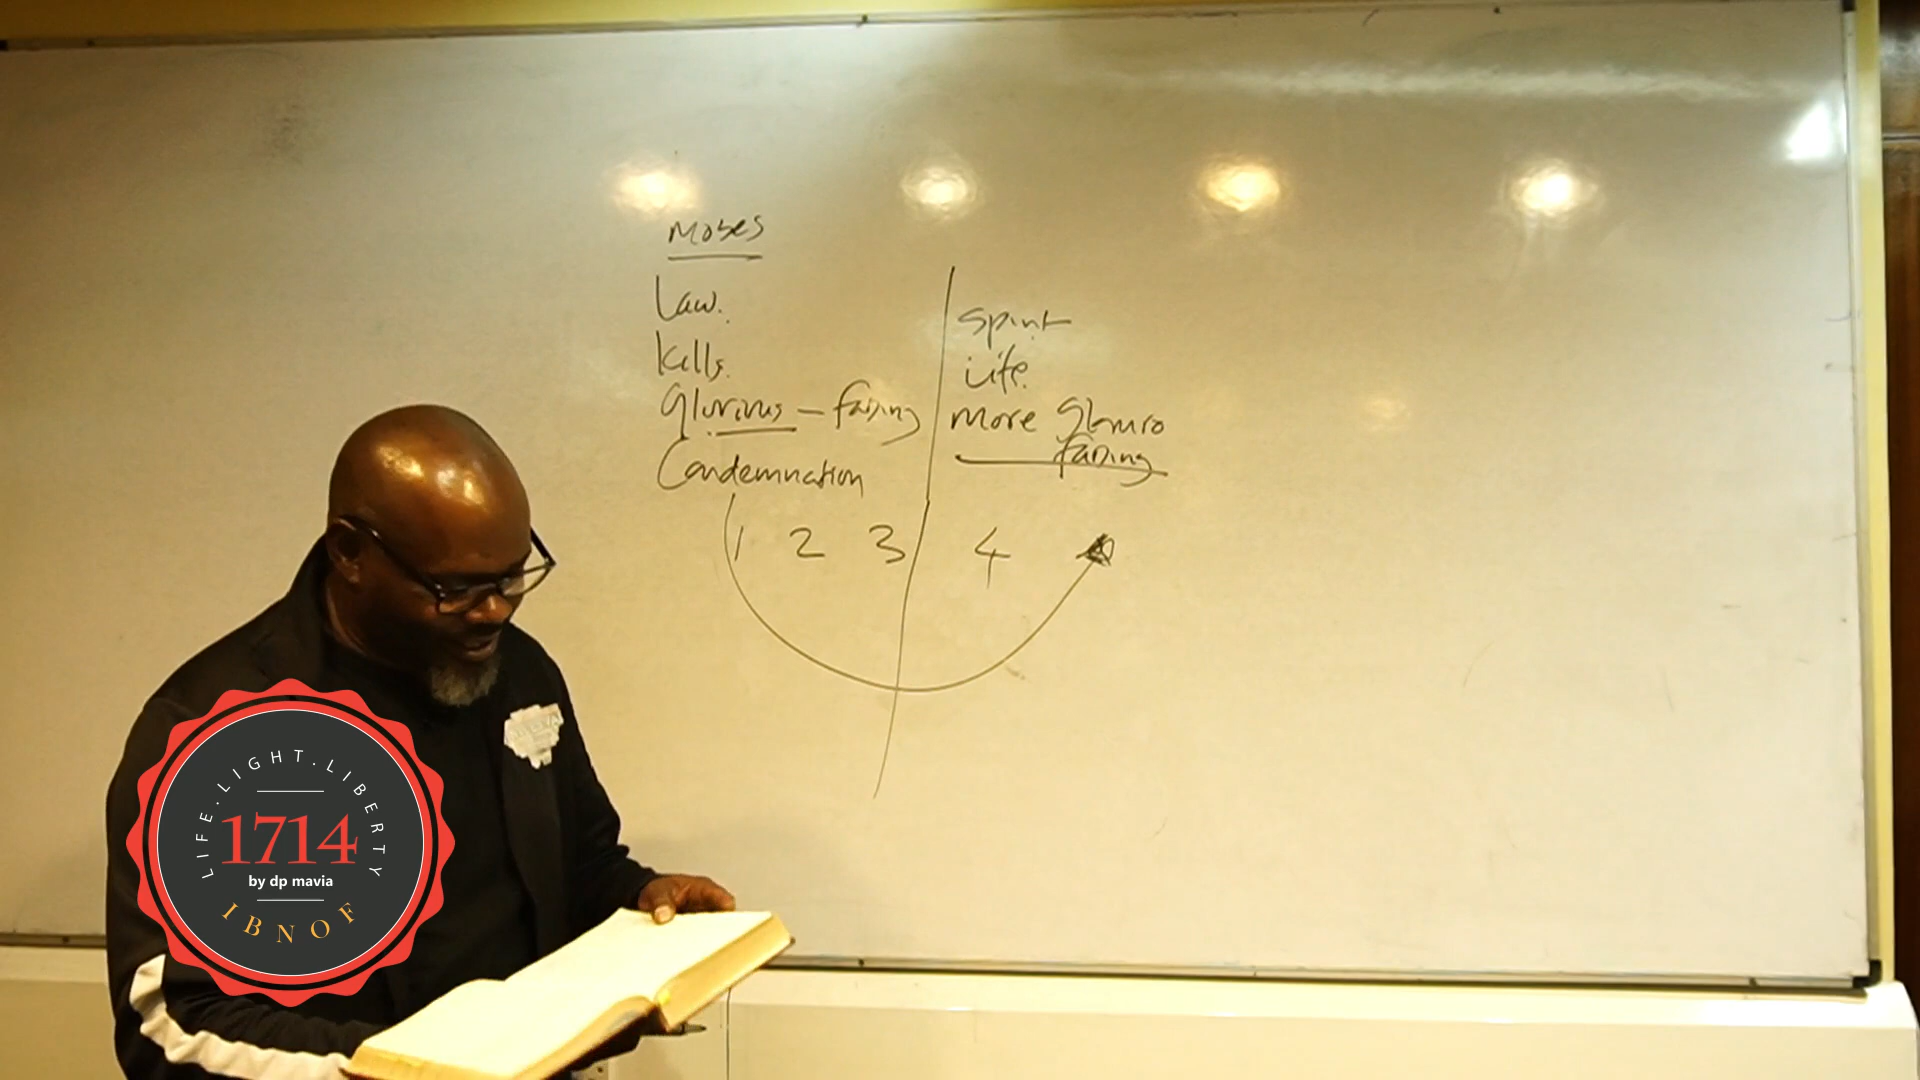 Moses
Law.
Kills.
Glorious - fading
Condemnation
Spirit
Life.
more Glorio
fading
1 2 3 4
LIFE.LIGHT.LIBERTY
1714
by dp mavia
IBNOF